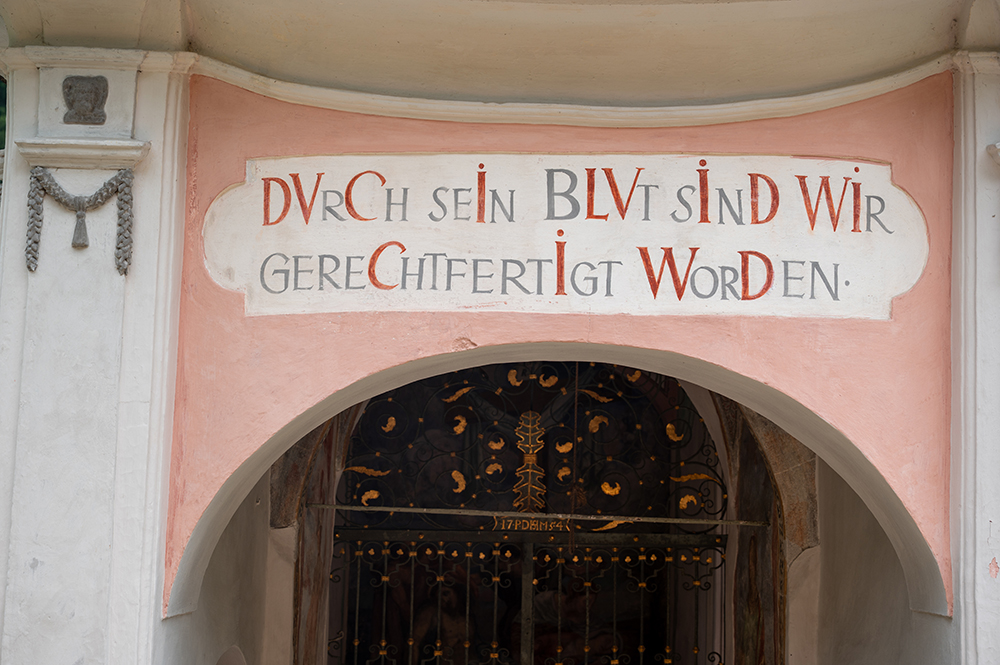 DVRCH SEIN BLVT SIND WIR
GERECHTFERTIGT WORDEN·